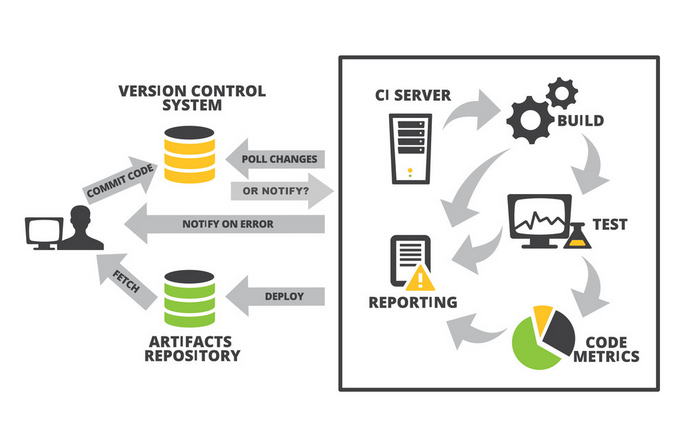 VERSION CONTROL
SYSTEM
COMMIT CODE
POLL CHANGES
OR NOTIFY?
NOTIFY ON ERROR
FETCH
DEPLOY
ARTIFACTS
REPOSITORY
CI SERVER
BUILD
TEST
REPORTING
CODE
METRICS